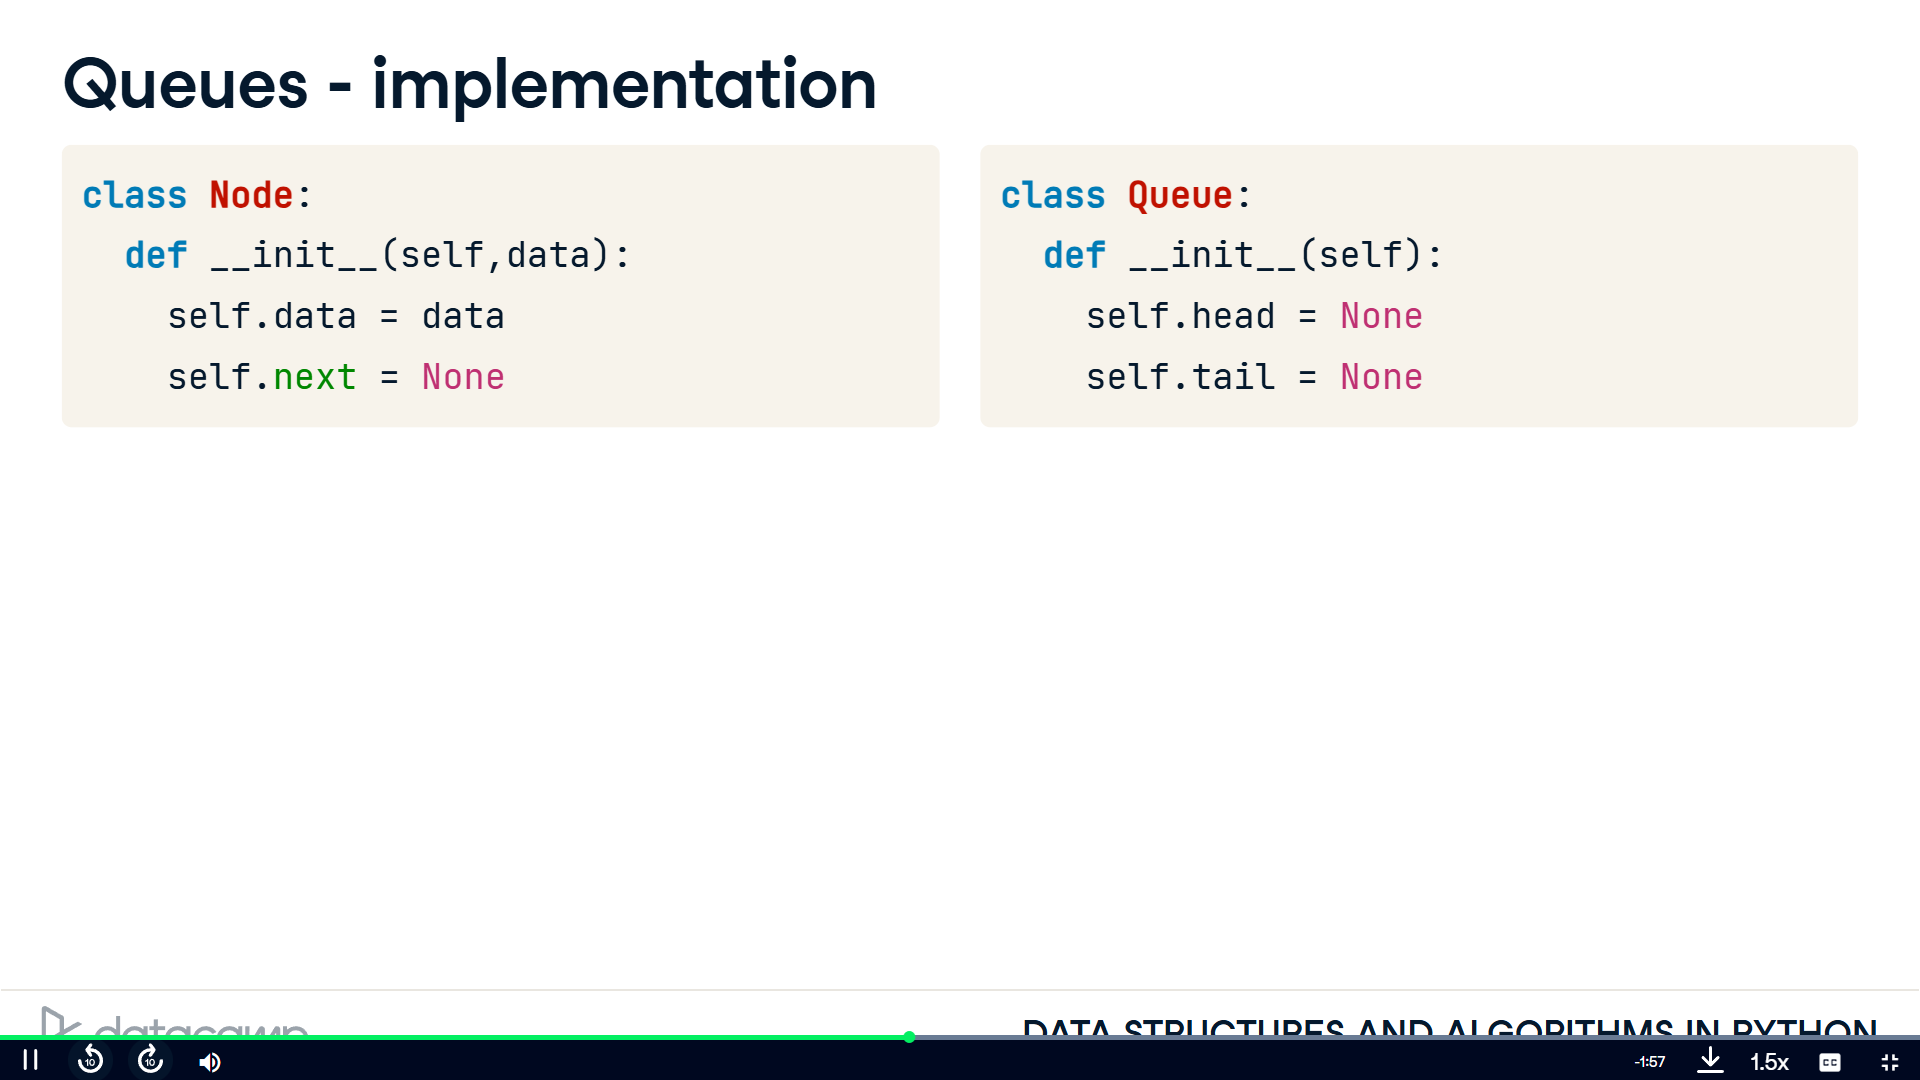 Queues - implementation
class Node:
  def __init__(self,data):
    self.data = data
    self.next = None
class Queue:
  def __init__(self):
    self.head = None
    self.tail = None
datacamp
DATA STRUCTURES AND ALGORITHMS IN PYTHON
10
10
-1:57
1.5x
CC